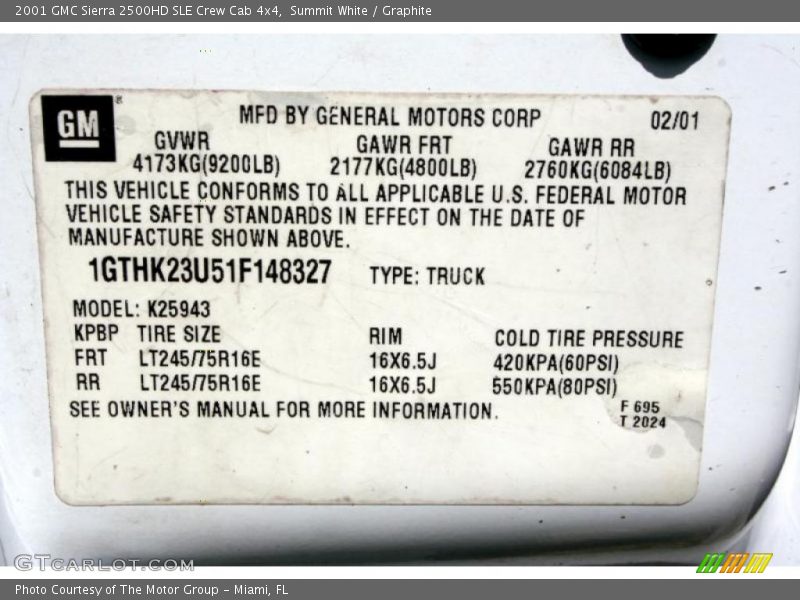 2001 GMC Sierra 2500HD SLE Crew Cab 4x4, Summit White / Graphite
GM
MFD BY GENERAL MOTORS CORP 02/01
GVWR GAWR FRT GAWR RR
4173KG(9200LB) 2177KG(4800LB) 2760KG(6084LB)
THIS VEHICLE CONFORMS TO ALL APPLICABLE U.S. FEDERAL MOTOR
VEHICLE SAFETY STANDARDS IN EFFECT ON THE DATE OF
MANUFACTURE SHOWN ABOVE.
1GTHK23U51F148327 TYPE: TRUCK
MODEL: K25943
KPBP TIRE SIZE RIM COLD TIRE PRESSURE
FRT LT245/75R16E 16X6.5J 420KPA(60PSI)
RR LT245/75R16E 16X6.5J 550KPA(80PSI)
SEE OWNER'S MANUAL FOR MORE INFORMATION.
F 695
T 2024
GTcarlot.com
Photo Courtesy of The Motor Group - Miami, FL